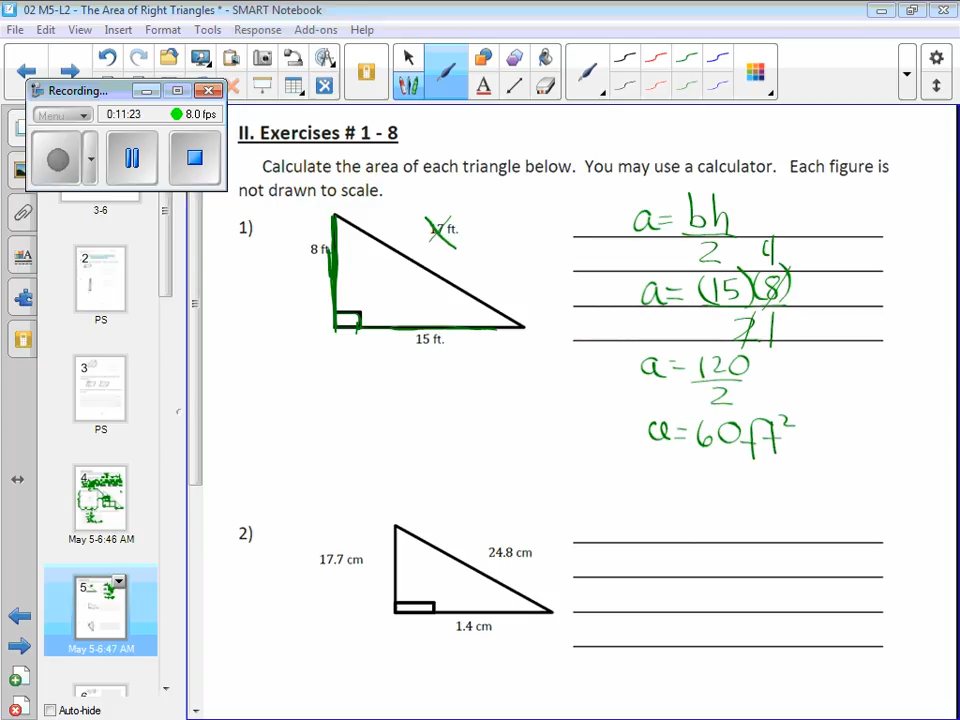 02 M5-L2 - The Area of Right Triangles * - SMART Notebook
File Edit View Insert Format Tools Response Add-ons Help
Recording...
Menu 0:11:23 8.0 fps
3-6
2
PS
3
PS
4
May 5-6:46 AM
5
May 5-6:47 AM
6
Auto-hide
II. Exercises # 1 - 8
Calculate the area of each triangle below. You may use a calculator. Each figure is
not drawn to scale.
1)
8 ft.
17 ft.
15 ft.
a = bh
2
4
a = (15)(8)
2 1
a = 120
2
a = 60ft²
2)
17.7 cm
24.8 cm
1.4 cm